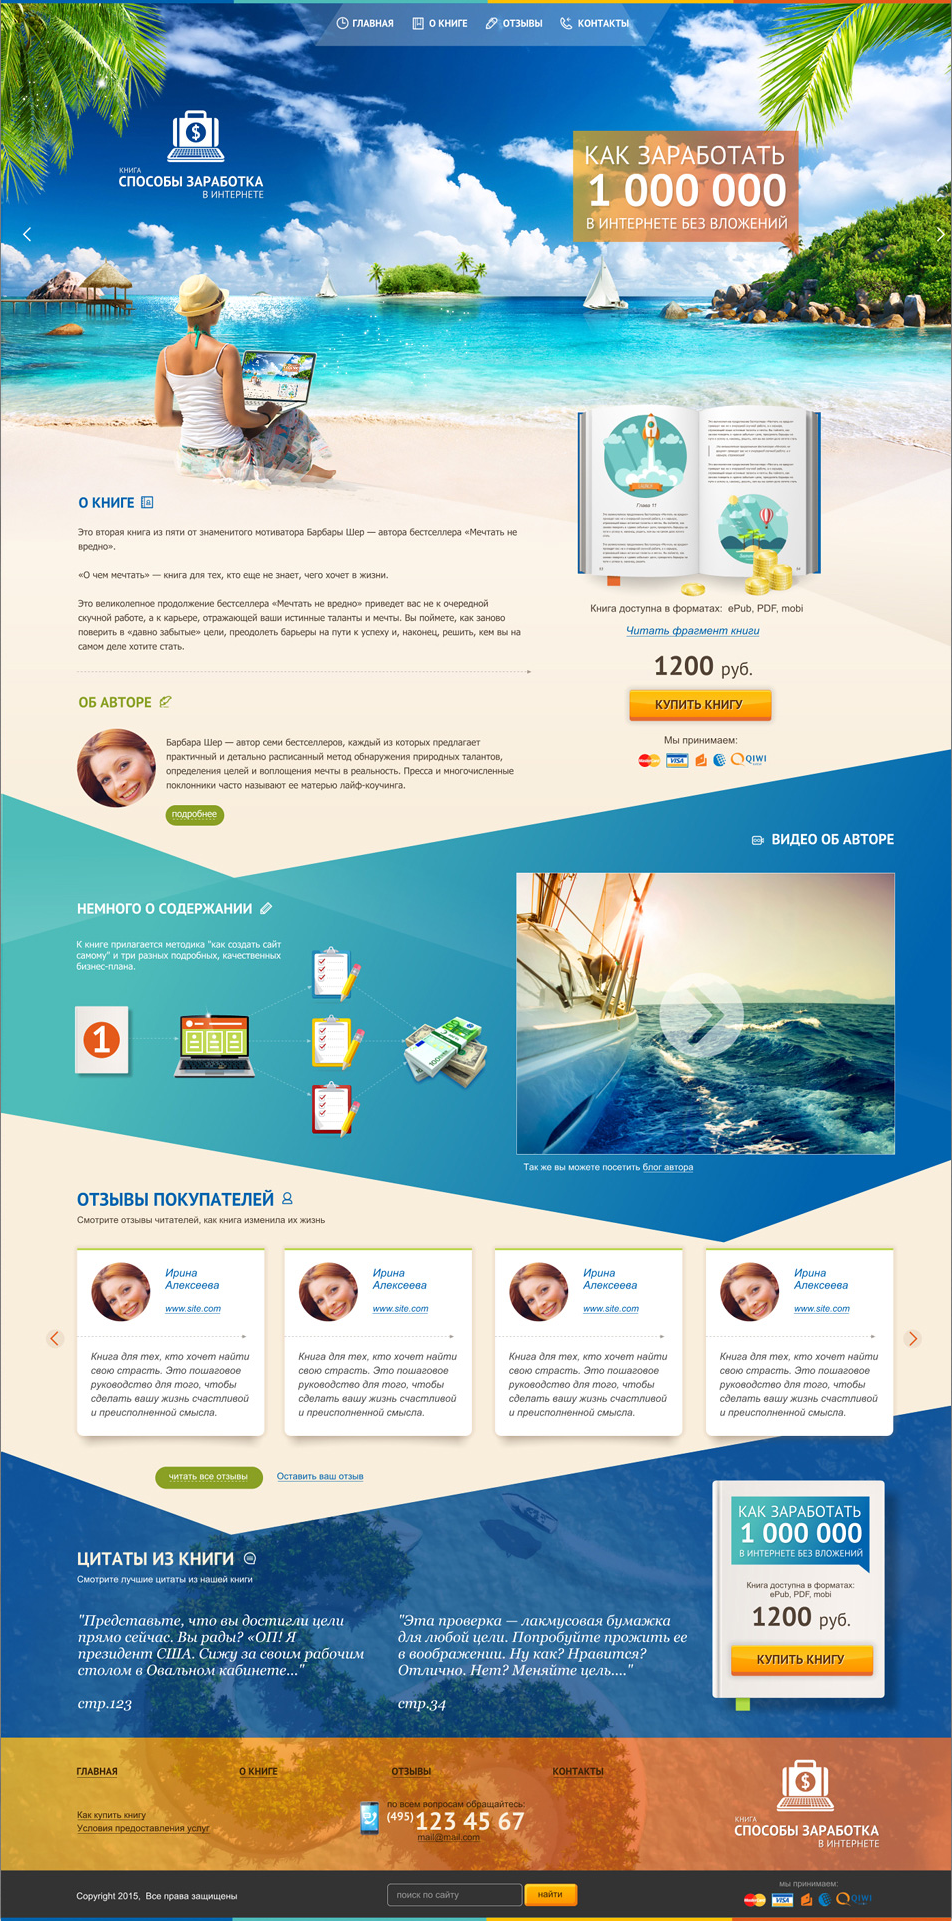 ГЛАВНАЯ
О КНИГЕ
ОТЗЫВЫ
КОНТАКТЫ
КНИГА
СПОСОБЫ ЗАРАБОТКА
В ИНТЕРНЕТЕ
КАК ЗАРАБОТАТЬ
1 000 000
В ИНТЕРНЕТЕ БЕЗ ВЛОЖЕНИЙ
О КНИГЕ
Это вторая книга из пяти от знаменитого мотиватора Барбары Шер — автора бестселлера «Мечтать не
вредно».
«О чем мечтать» — книга для тех, кто еще не знает, чего хочет в жизни.
Это великолепное продолжение бестселлера «Мечтать не вредно» приведет вас не к очередной
скучной работе, а к карьере, отражающей ваши истинные таланты и мечты. Вы поймете, как заново
поверить в «давно забытые» цели, преодолеть барьеры на пути к успеху и, наконец, решить, кем вы на
самом деле хотите стать.
Глава 11
Книга доступна в форматах: ePub, PDF, mobi
Читать фрагмент книги
1200 руб.
КУПИТЬ КНИГУ
Мы принимаем:
MasterCard
VISA
QIWI
ОБ АВТОРЕ
Барбара Шер — автор семи бестселлеров, каждый из которых предлагает
практичный и детально расписанный метод обнаружения природных талантов,
определения целей и воплощения мечты в реальность. Пресса и многочисленные
поклонники часто называют ее матерью лайф-коучинга.
подробнее
ВИДЕО ОБ АВТОРЕ
НЕМНОГО О СОДЕРЖАНИИ
К книге прилагается методика "как создать сайт
самому" и три разных подробных, качественных
бизнес-плана.
1
100
Так же вы можете посетить блог автора
ОТЗЫВЫ ПОКУПАТЕЛЕЙ
Смотрите отзывы читателей, как книга изменила их жизнь
Ирина
Алексеева
www.site.com
Книга для тех, кто хочет найти
свою страсть. Это пошаговое
руководство для того, чтобы
сделать вашу жизнь счастливой
и преисполненной смысла.
Ирина
Алексеева
www.site.com
Книга для тех, кто хочет найти
свою страсть. Это пошаговое
руководство для того, чтобы
сделать вашу жизнь счастливой
и преисполненной смысла.
Ирина
Алексеева
www.site.com
Книга для тех, кто хочет найти
свою страсть. Это пошаговое
руководство для того, чтобы
сделать вашу жизнь счастливой
и преисполненной смысла.
Ирина
Алексеева
www.site.com
Книга для тех, кто хочет найти
свою страсть. Это пошаговое
руководство для того, чтобы
сделать вашу жизнь счастливой
и преисполненной смысла.
читать все отзывы
Оставить ваш отзыв
ЦИТАТЫ ИЗ КНИГИ
Смотрите лучшие цитаты из нашей книги
"Представьте, что вы достигли цели
прямо сейчас. Вы рады? «ОП! Я
президент США. Сижу за своим рабочим
столом в Овальном кабинете..."
стр.123
"Эта проверка — лакмусовая бумажка
для любой цели. Попробуйте прожить ее
в воображении. Ну как? Нравится?
Отлично. Нет? Меняйте цель...."
стр.34
КАК ЗАРАБОТАТЬ
1 000 000
В ИНТЕРНЕТЕ БЕЗ ВЛОЖЕНИЙ
Книга доступна в форматах:
ePub, PDF, mobi
1200 руб.
КУПИТЬ КНИГУ
ГЛАВНАЯ
О КНИГЕ
ОТЗЫВЫ
КОНТАКТЫ
Как купить книгу
Условия предоставления услуг
по всем вопросам обращайтесь:
(495) 123 45 67
mail@mail.com
КНИГА
СПОСОБЫ ЗАРАБОТКА
В ИНТЕРНЕТЕ
Copyright 2015, Все права защищены
поиск по сайту
найти
мы принимаем:
MasterCard
VISA
QIWI